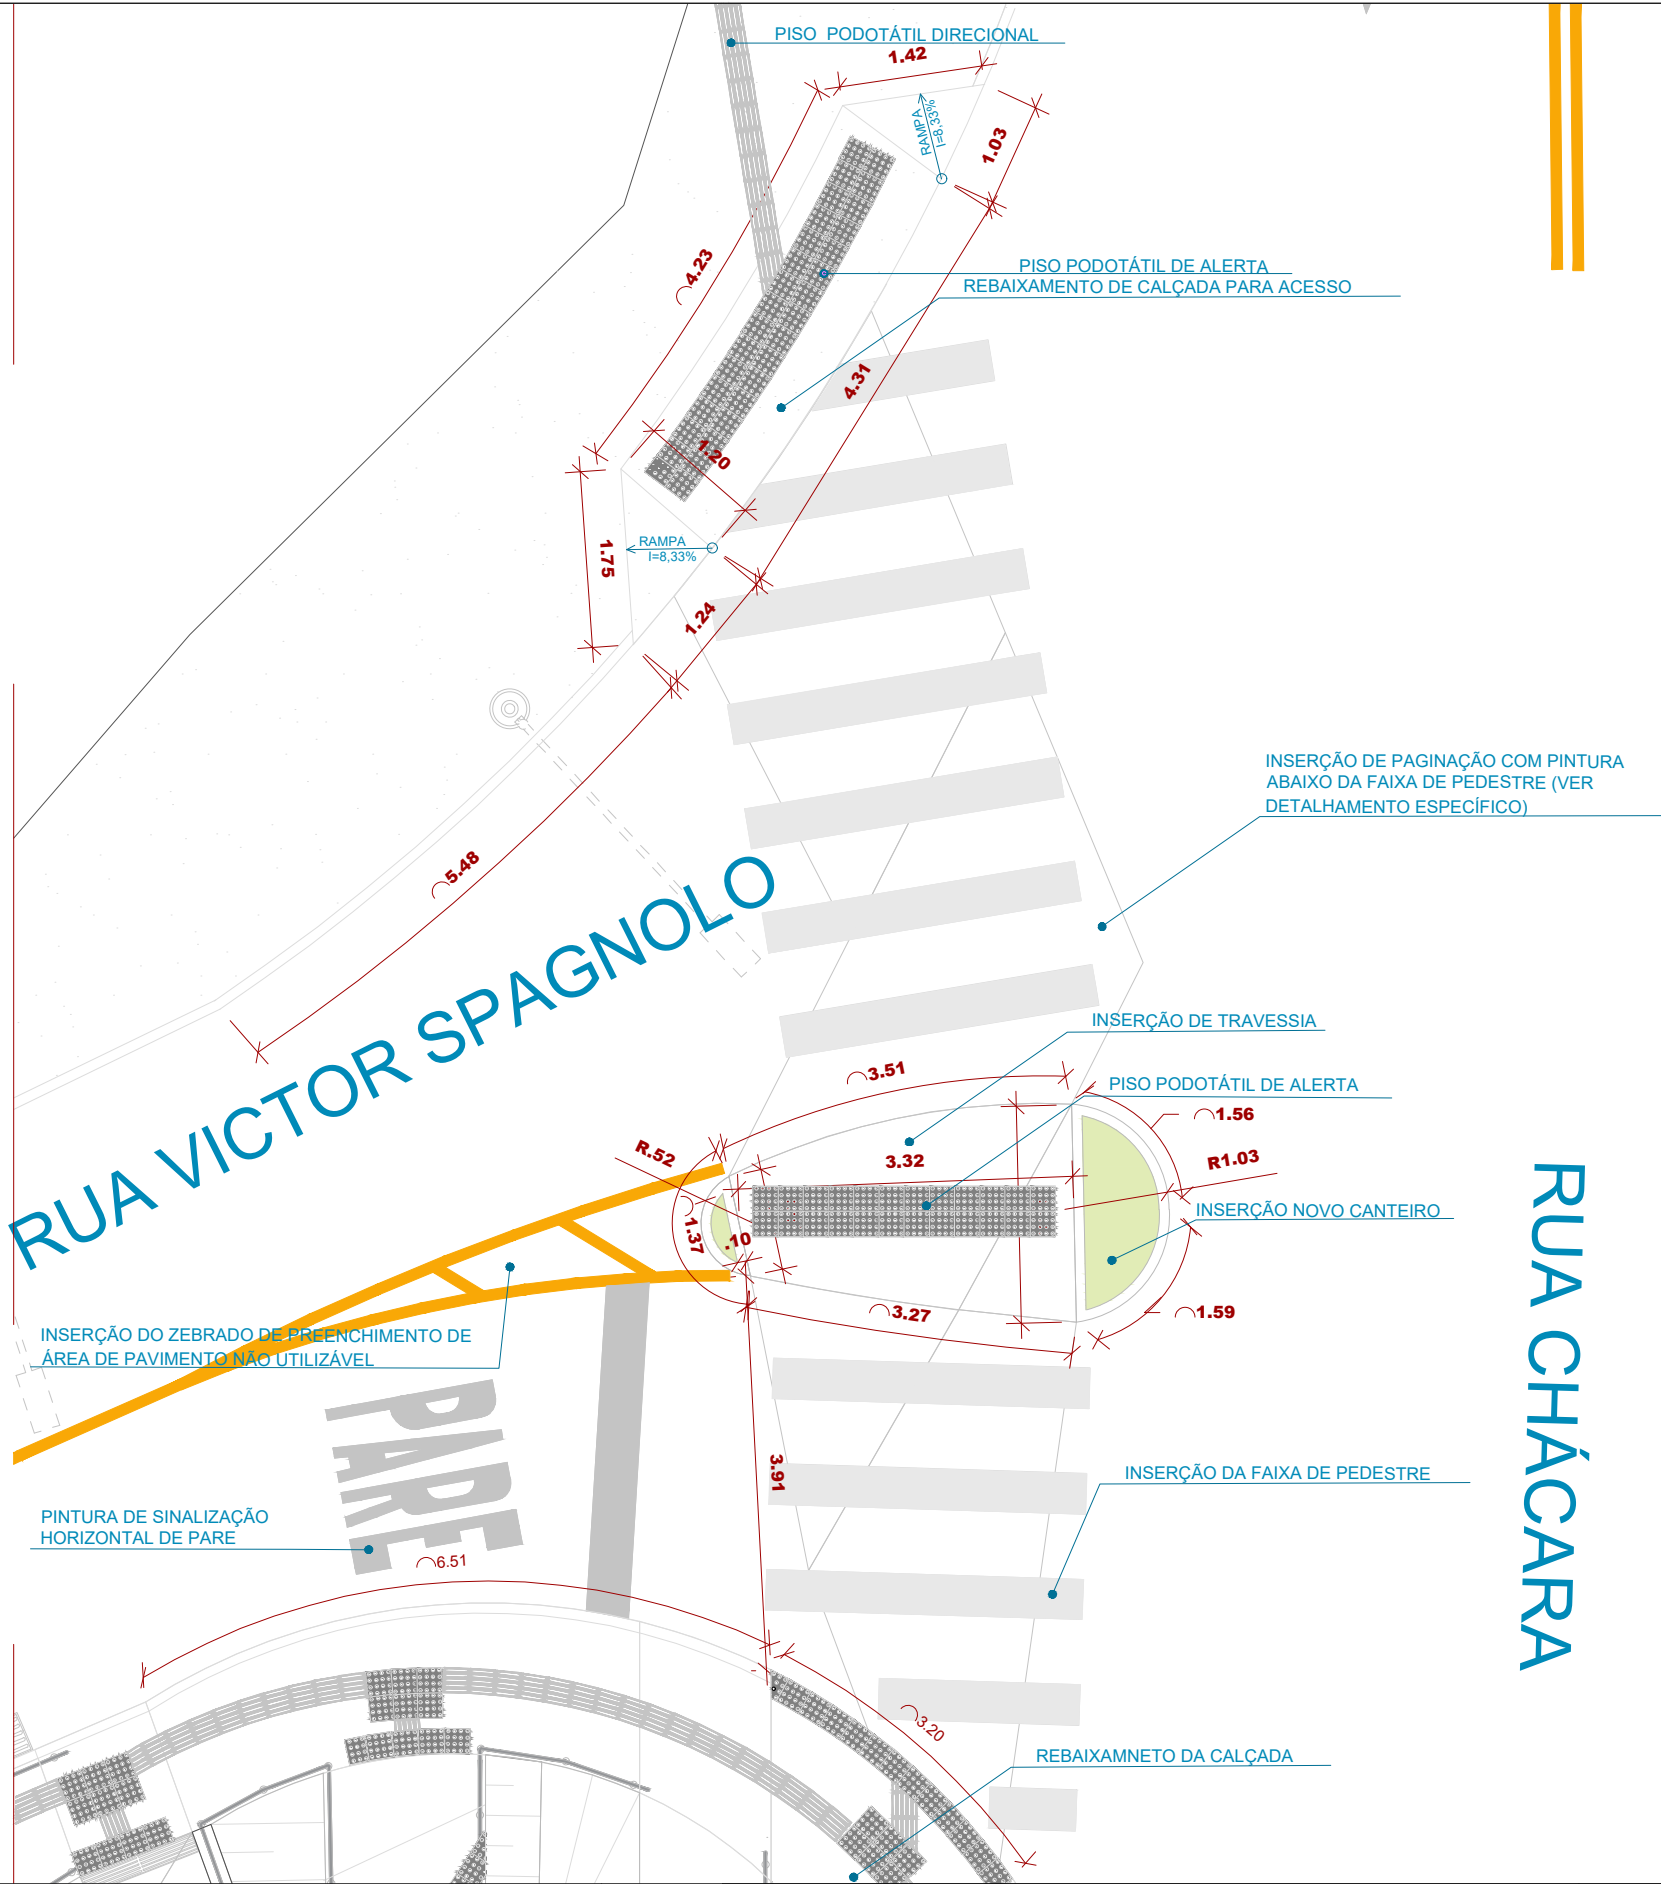 PISO PODOTÁTIL DIRECIONAL
1.42
RAMPA
I=8,33%
1.03
4.23
PISO PODOTÁTIL DE ALERTA
REBAIXAMENTO DE CALÇADA PARA ACESSO
4.31
1.20
RAMPA
I=8,33%
1.75
1.24
INSERÇÃO DE PAGINAÇÃO COM PINTURA
ABAIXO DA FAIXA DE PEDESTRE (VER
DETALHAMENTO ESPECÍFICO)
5.48
RUA VICTOR SPAGNOLO
INSERÇÃO DE TRAVESSIA
3.51
PISO PODOTÁTIL DE ALERTA
1.56
R.52
3.32
R1.03
INSERÇÃO NOVO CANTEIRO
1.37
.10
3.27
1.59
RUA CHÁCARA
INSERÇÃO DO ZEBRADO DE PREENCHIMENTO DE
ÁREA DE PAVIMENTO NÃO UTILIZÁVEL
PARE
3.91
INSERÇÃO DA FAIXA DE PEDESTRE
PINTURA DE SINALIZAÇÃO
HORIZONTAL DE PARE
6.51
3.20
REBAIXAMNETO DA CALÇADA